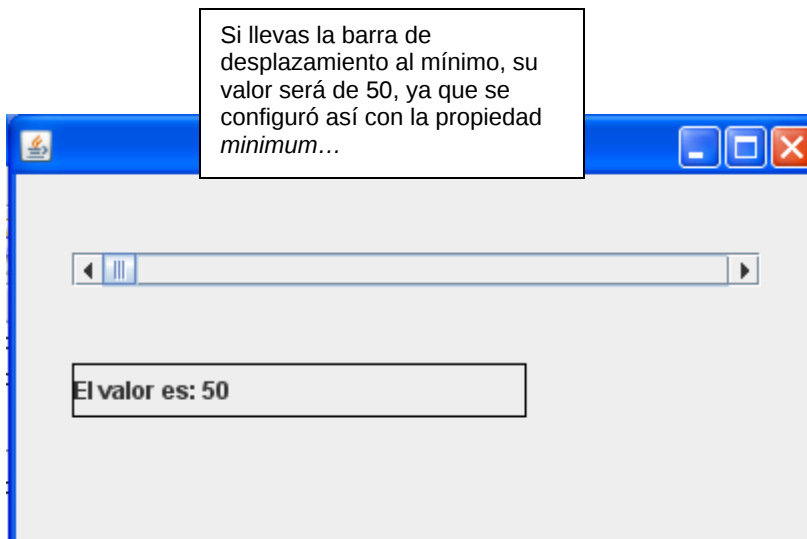 Si llevas la barra de
desplazamiento al mínimo, su
valor será de 50, ya que se
configuró así con la propiedad
minimum…
El valor es: 50